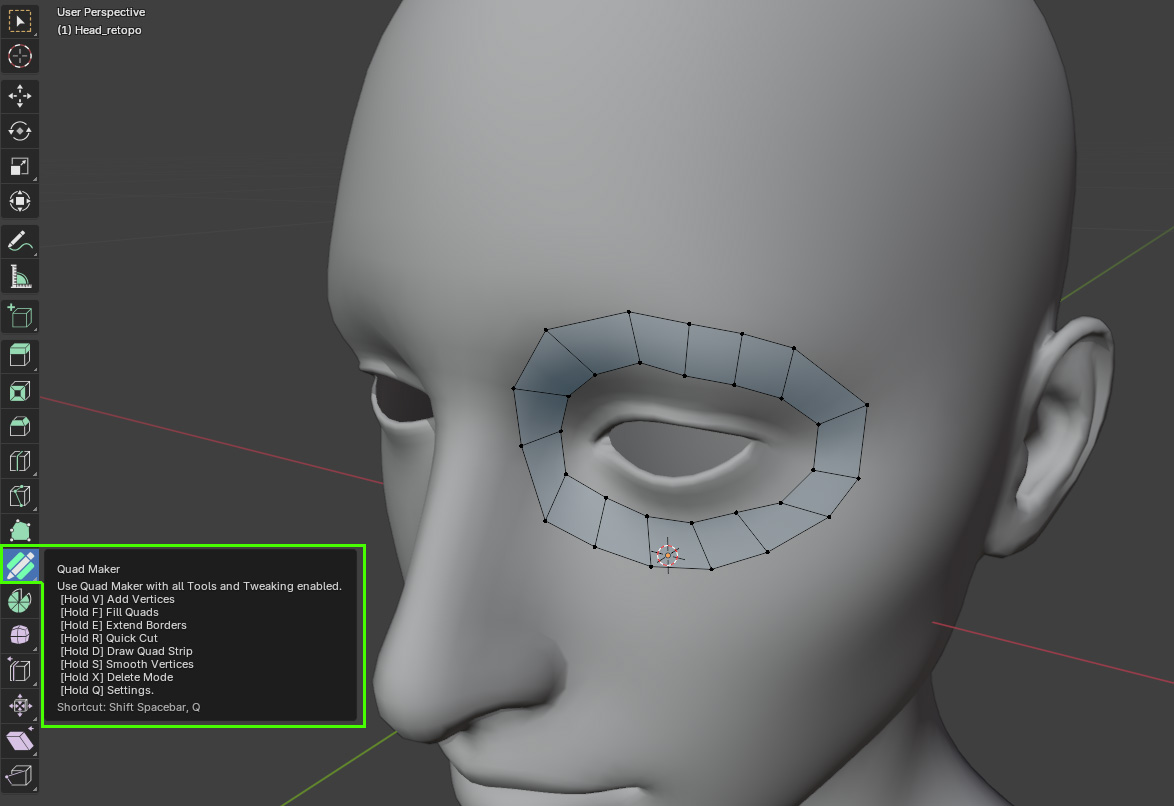 User Perspective
(1) Head_retopo
Quad Maker
Use Quad Maker with all Tools and Tweaking enabled.
[Hold V] Add Vertices
[Hold F] Fill Quads
[Hold E] Extend Borders
[Hold R] Quick Cut
[Hold D] Draw Quad Strip
[Hold S] Smooth Vertices
[Hold X] Delete Mode
[Hold Q] Settings.
Shortcut: Shift Spacebar, Q